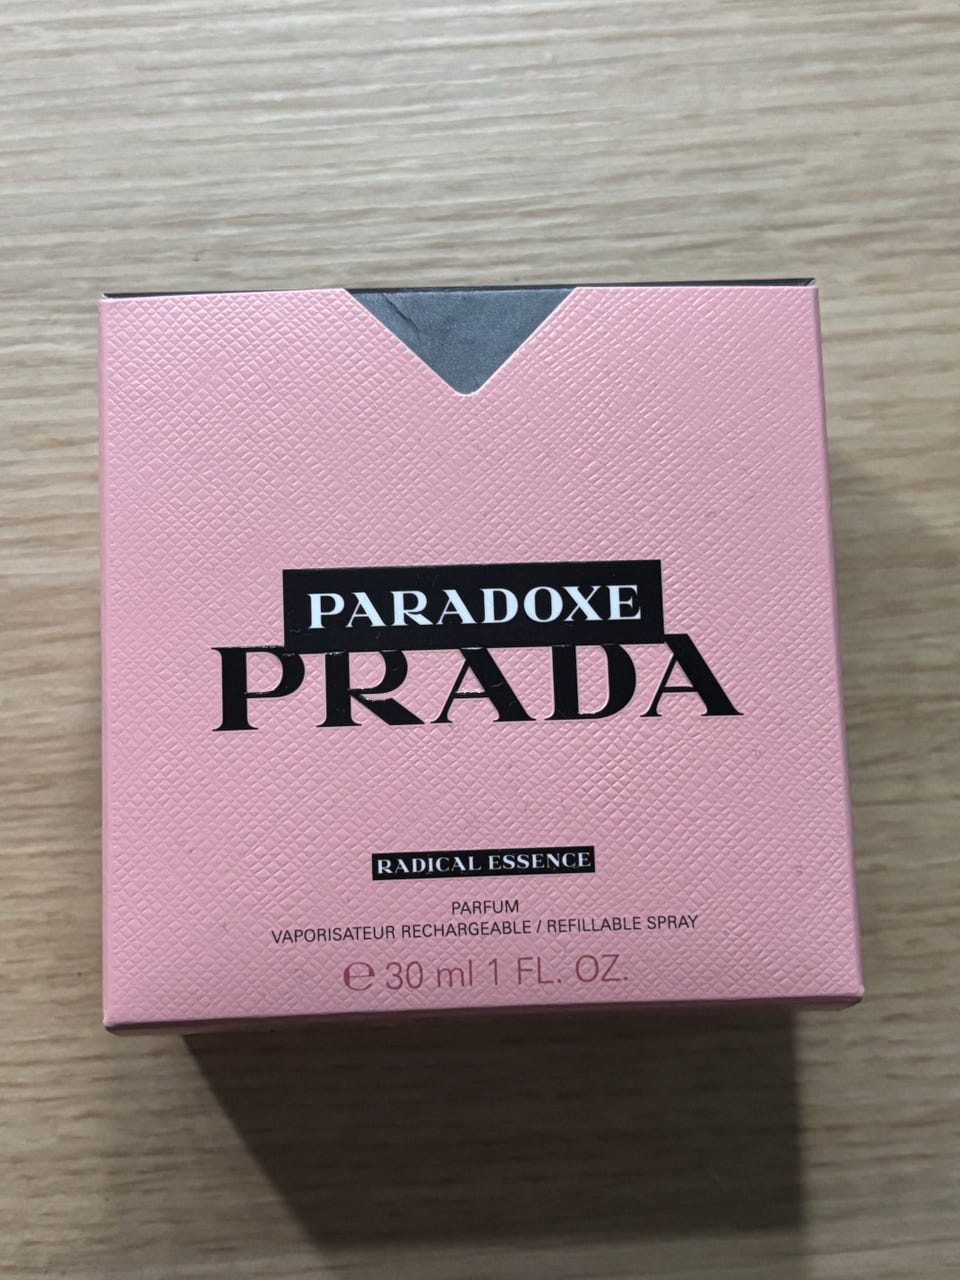 PARADOXE
PRADA
RADICAL ESSENCE
PARFUM
VAPORISATEUR RECHARGEABLE / REFILLABLE SPRAY
℮ 30 ml 1 FL. OZ.